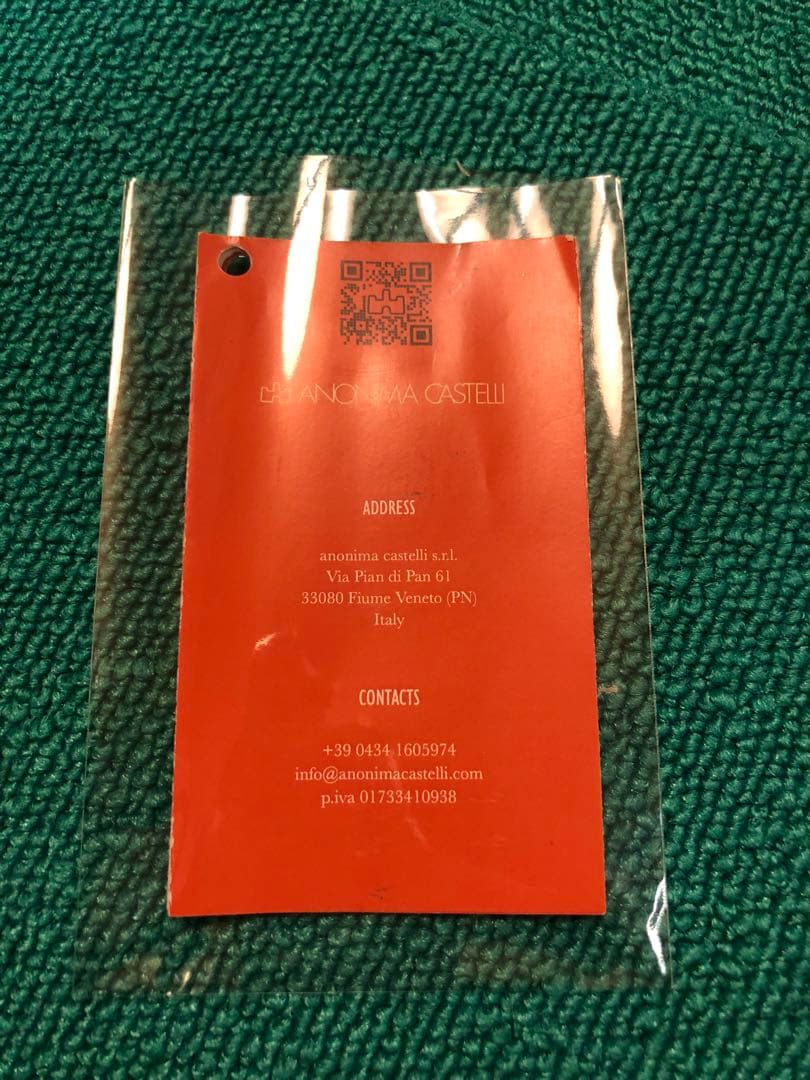 ANONIMA CASTELLI
ADDRESS
anonima castelli s.r.l.
Via Pian di Pan 61
33080 Fiume Veneto (PN)
Italy
CONTACTS
+39 0434 1605974
info@anonimacastelli.com
p.iva 01733410938